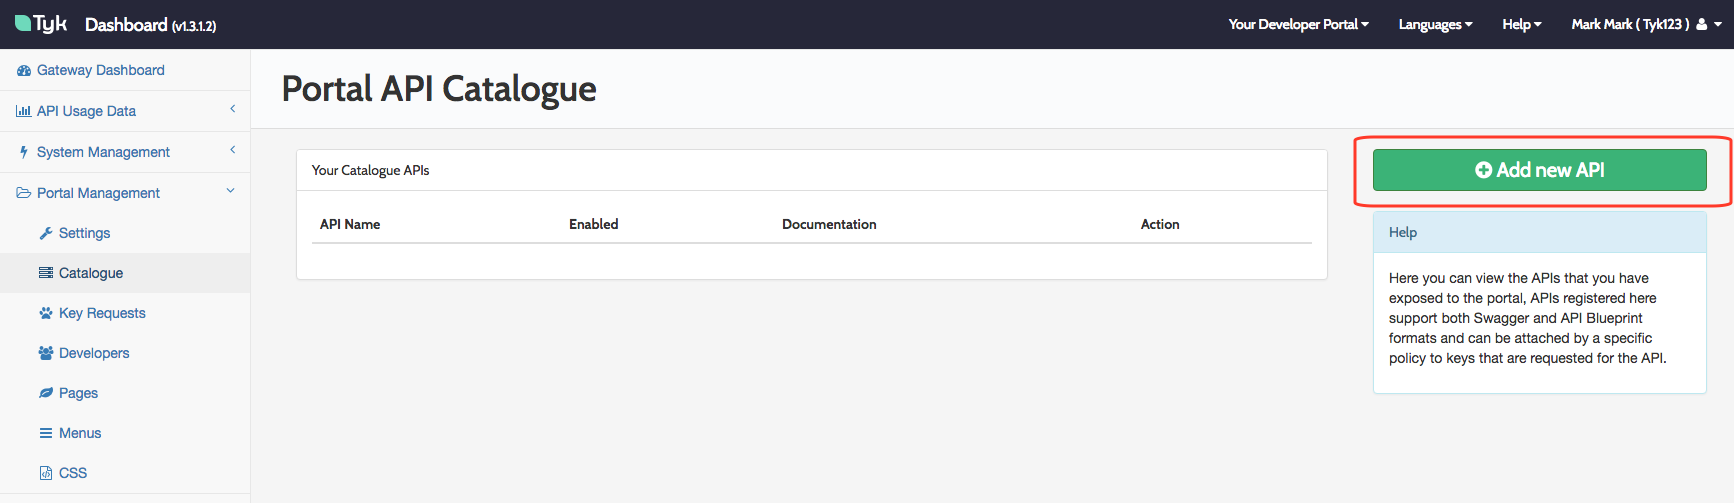 Tyk Dashboard (v1.3.1.2) Your Developer Portal Languages Help Mark Mark ( Tyk123 )
Gateway Dashboard
API Usage Data
System Management
Portal Management
Settings
Catalogue
Key Requests
Developers
Pages
Menus
CSS
Portal API Catalogue
Your Catalogue APIs
API Name Enabled Documentation Action
Add new API
Help
Here you can view the APIs that you have
exposed to the portal, APIs registered here
support both Swagger and API Blueprint
formats and can be attached by a specific
policy to keys that are requested for the API.